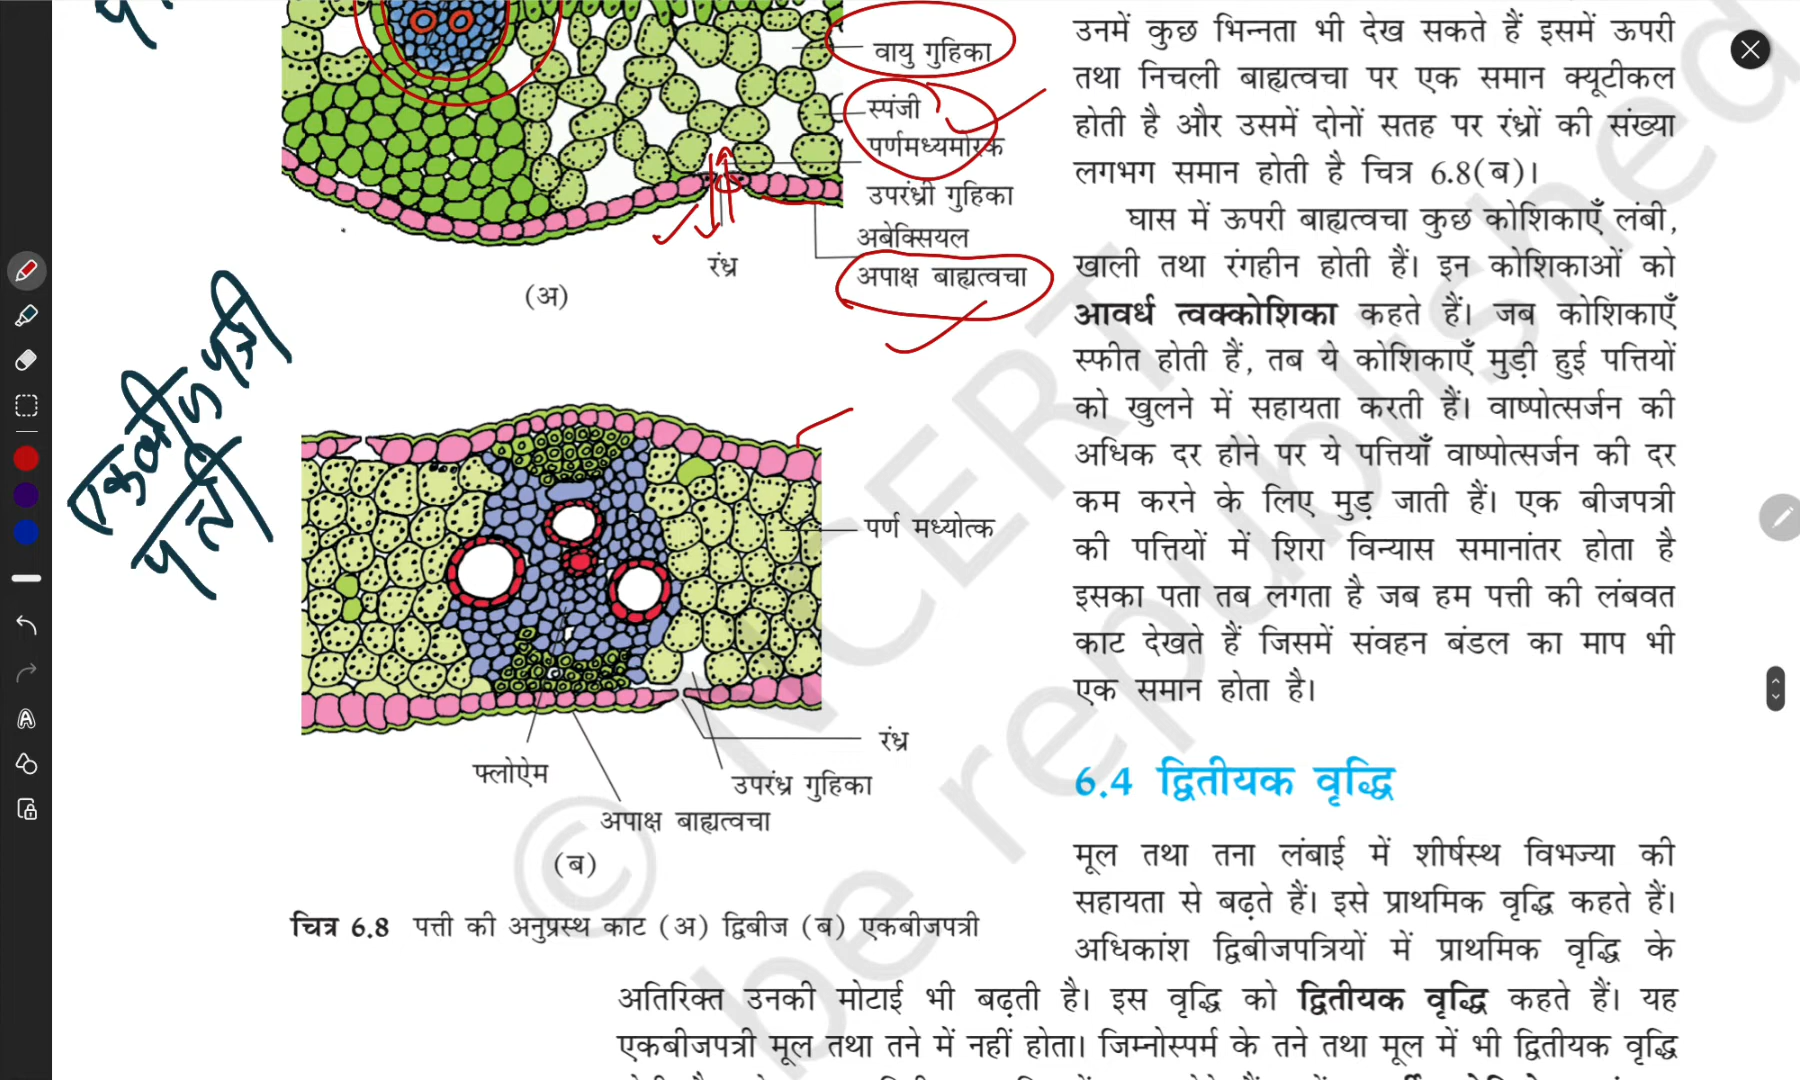 वायु गुहिका
स्पंजी
पर्णमध्यमोरक
उपरंध्री गुहिका
अबेक्सियल
अपाक्ष बाह्यत्वचा
रंध्र
(अ)
एकबीजपत्री
पत्ती
पर्ण मध्योत्क
रंध्र
फ्लोऐम
उपरंध्र गुहिका
अपाक्ष बाह्यत्वचा
(ब)
चित्र 6.8 पत्ती की अनुप्रस्थ काट (अ) द्विबीज (ब) एकबीजपत्री
उनमें कुछ भिन्नता भी देख सकते हैं इसमें ऊपरी
तथा निचली बाह्यत्वचा पर एक समान क्यूटीकल
होती है और उसमें दोनों सतह पर रंध्रों की संख्या
लगभग समान होती है चित्र 6.8(ब)।
घास में ऊपरी बाह्यत्वचा कुछ कोशिकाएँ लंबी,
खाली तथा रंगहीन होती हैं। इन कोशिकाओं को
आवर्ध त्वक्कोशिका कहते हैं। जब कोशिकाएँ
स्फीत होती हैं, तब ये कोशिकाएँ मुड़ी हुई पत्तियों
को खुलने में सहायता करती हैं। वाष्पोत्सर्जन की
अधिक दर होने पर ये पत्तियाँ वाष्पोत्सर्जन की दर
कम करने के लिए मुड़ जाती हैं। एक बीजपत्री
की पत्तियों में शिरा विन्यास समानांतर होता है
इसका पता तब लगता है जब हम पत्ती की लंबवत
काट देखते हैं जिसमें संवहन बंडल का माप भी
एक समान होता है।
6.4 द्वितीयक वृद्धि
मूल तथा तना लंबाई में शीर्षस्थ विभज्या की
सहायता से बढ़ते हैं। इसे प्राथमिक वृद्धि कहते हैं।
अधिकांश द्विबीजपत्रियों में प्राथमिक वृद्धि के
अतिरिक्त उनकी मोटाई भी बढ़ती है। इस वृद्धि को द्वितीयक वृद्धि कहते हैं। यह
एकबीजपत्री मूल तथा तने में नहीं होता। जिम्नोस्पर्म के तने तथा मूल में भी द्वितीयक वृद्धि
© NCERT
be republished